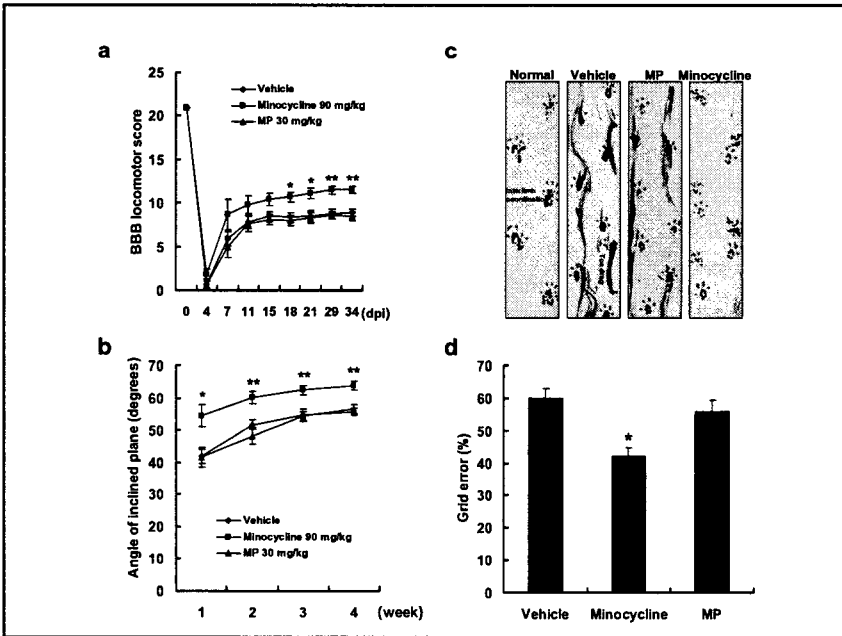 a
BBB locomotor score
25
20
15
10
5
0
Vehicle
Minocycline 90 mg/kg
MP 30 mg/kg
* * ** **
0 4 7 11 15 18 21 29 34 (dpi)
b
Angle of inclined plane (degrees)
70
60
50
40
30
20
10
0
* ** ** **
Vehicle
Minocycline 90 mg/kg
MP 30 mg/kg
1 2 3 4 (week)
c
Normal Vehicle MP Minocycline
Toe drag
d
Grid error (%)
70
60
50
40
30
20
10
0
*
Vehicle Minocycline MP